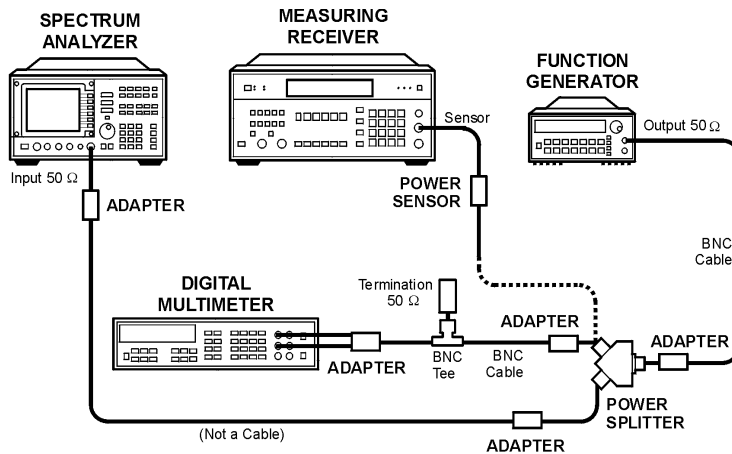 SPECTRUM
ANALYZER
MEASURING
RECEIVER
FUNCTION
GENERATOR
Sensor
Output 50 Ω
Input 50 Ω
POWER
SENSOR
ADAPTER
BNC
Cable
DIGITAL
MULTIMETER
Termination
50 Ω
ADAPTER
ADAPTER
ADAPTER
BNC
Tee
BNC
Cable
POWER
SPLITTER
(Not a Cable)
ADAPTER